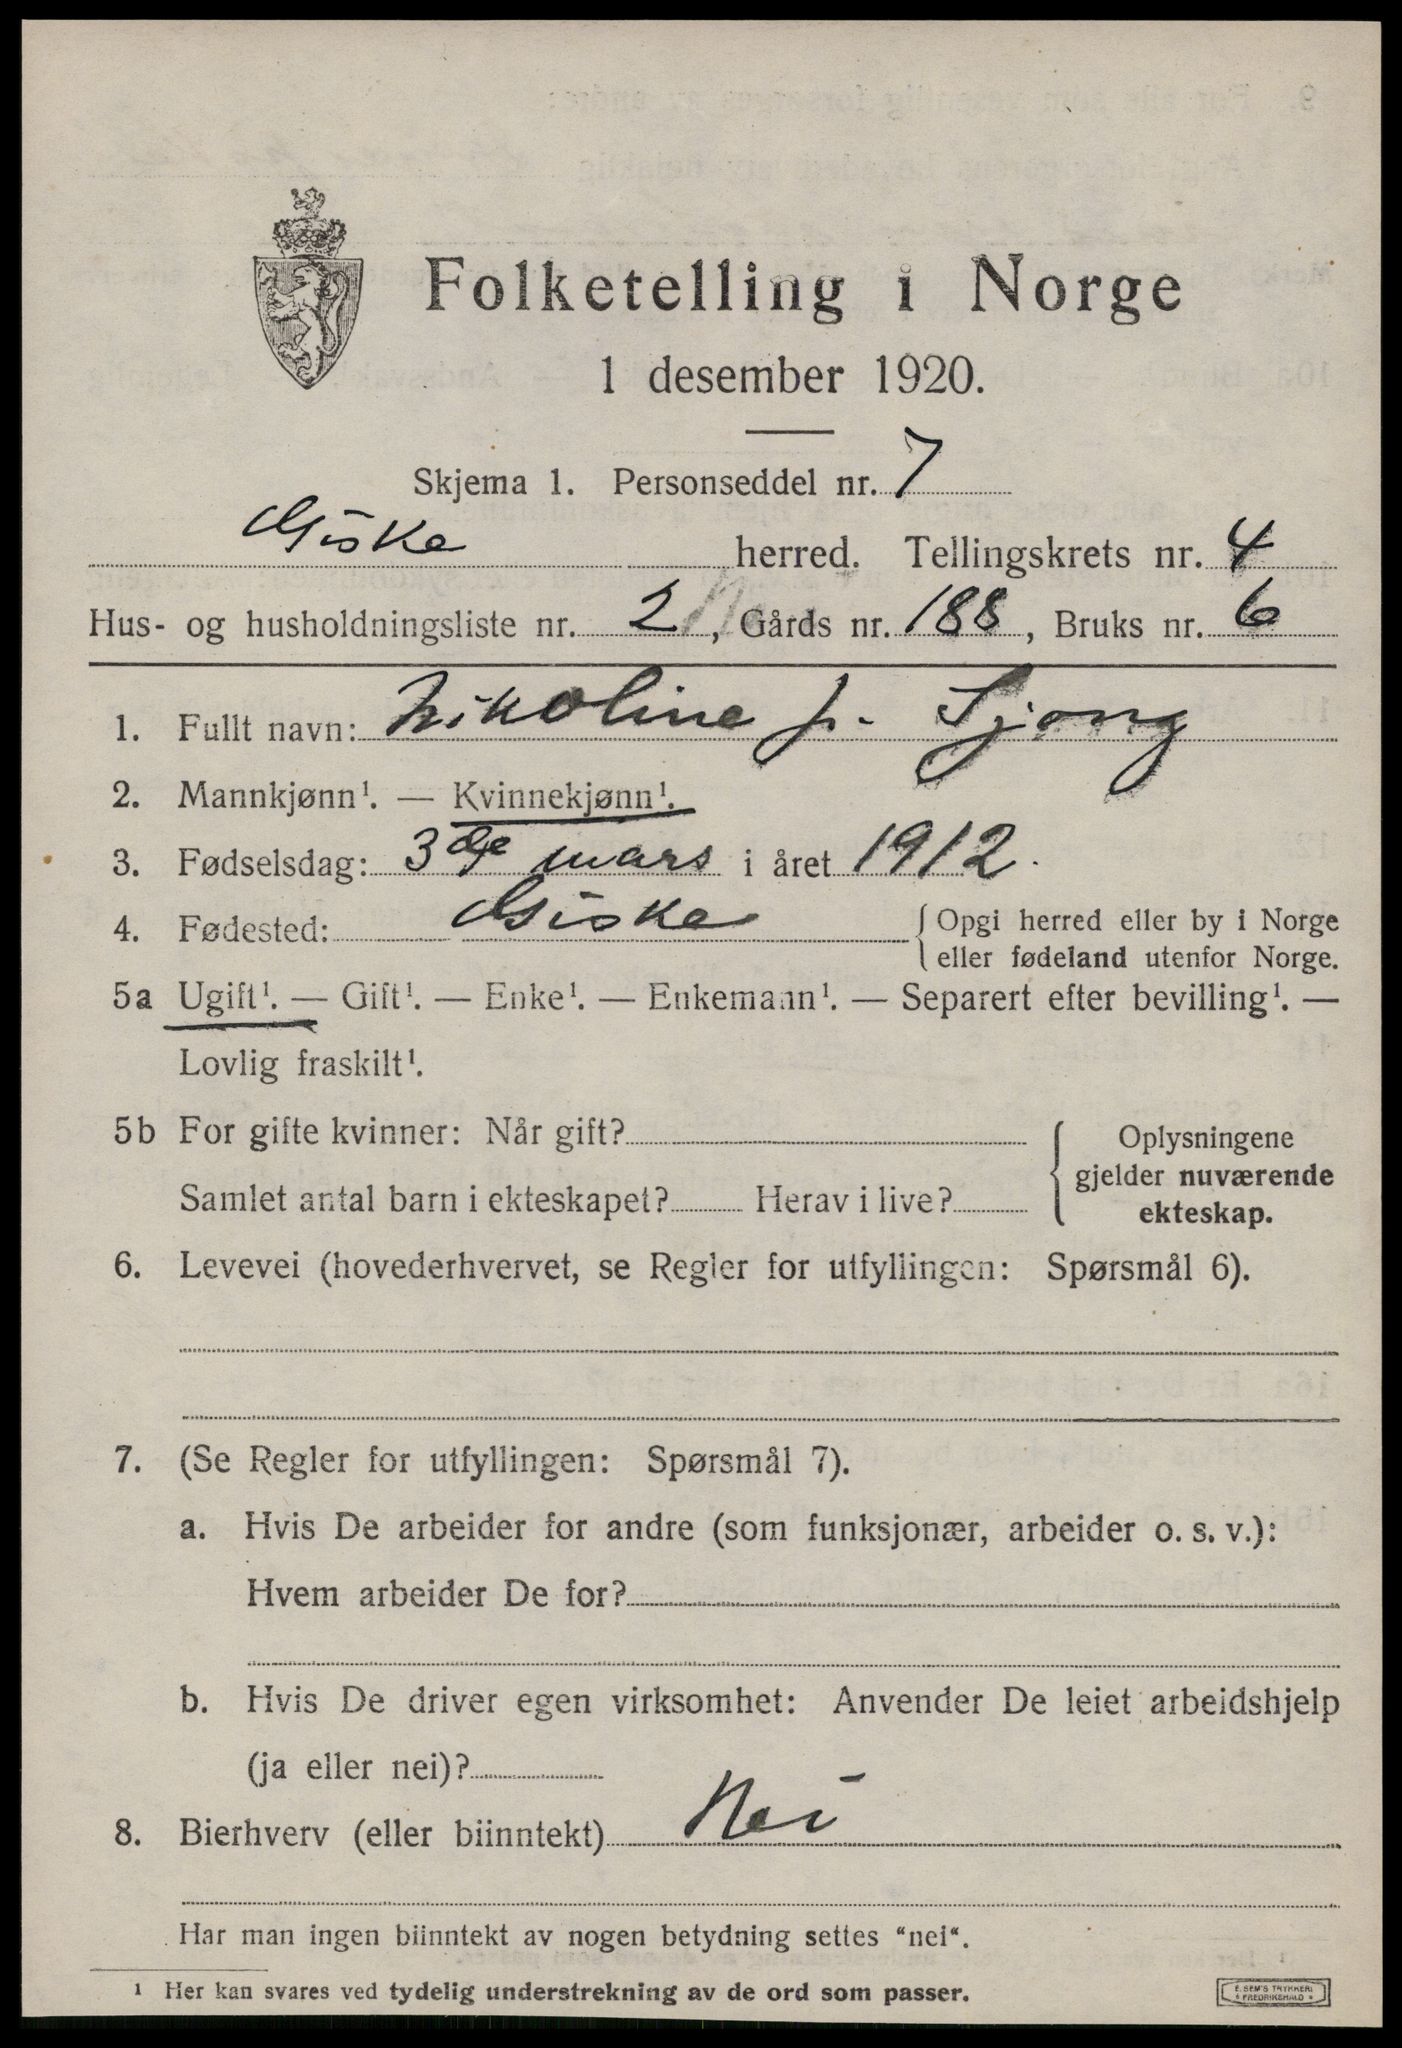 Folketelling i Norge
1 desember 1920.
Skjema 1. Personseddel nr. 7
Giske herred. Tellingskrets nr. 4
Hus- og husholdningsliste nr. 2, Gårds nr. 188, Bruks nr. 6
1. Fullt navn: Nikoline J. Sjong
2. Mannkjønn¹. — Kvinnekjønn¹.
3. Fødselsdag: 3de mars i året 1912.
4. Fødested: Giske { Opgi herred eller by i Norge
eller fødeland utenfor Norge.
5a Ugift¹. — Gift¹. — Enke¹. — Enkemann¹. — Separert efter bevilling¹. —
Lovlig fraskilt¹.
5b For gifte kvinner: Når gift?
Samlet antal barn i ekteskapet? Herav i live?
{ Oplysningene
gjelder nuværende
ekteskap.
6. Levevei (hovederhvervet, se Regler for utfyllingen: Spørsmål 6).
7. (Se Regler for utfyllingen: Spørsmål 7).
a. Hvis De arbeider for andre (som funksjonær, arbeider o. s. v.):
Hvem arbeider De for?
b. Hvis De driver egen virksomhet: Anvender De leiet arbeidshjelp
(ja eller nei)?
8. Bierhverv (eller biinntekt) Nei
Har man ingen biinntekt av nogen betydning settes "nei".
¹ Her kan svares ved tydelig understrekning av de ord som passer.
E. SEM'S TRYKKERI
* FREDRIKSHALD *